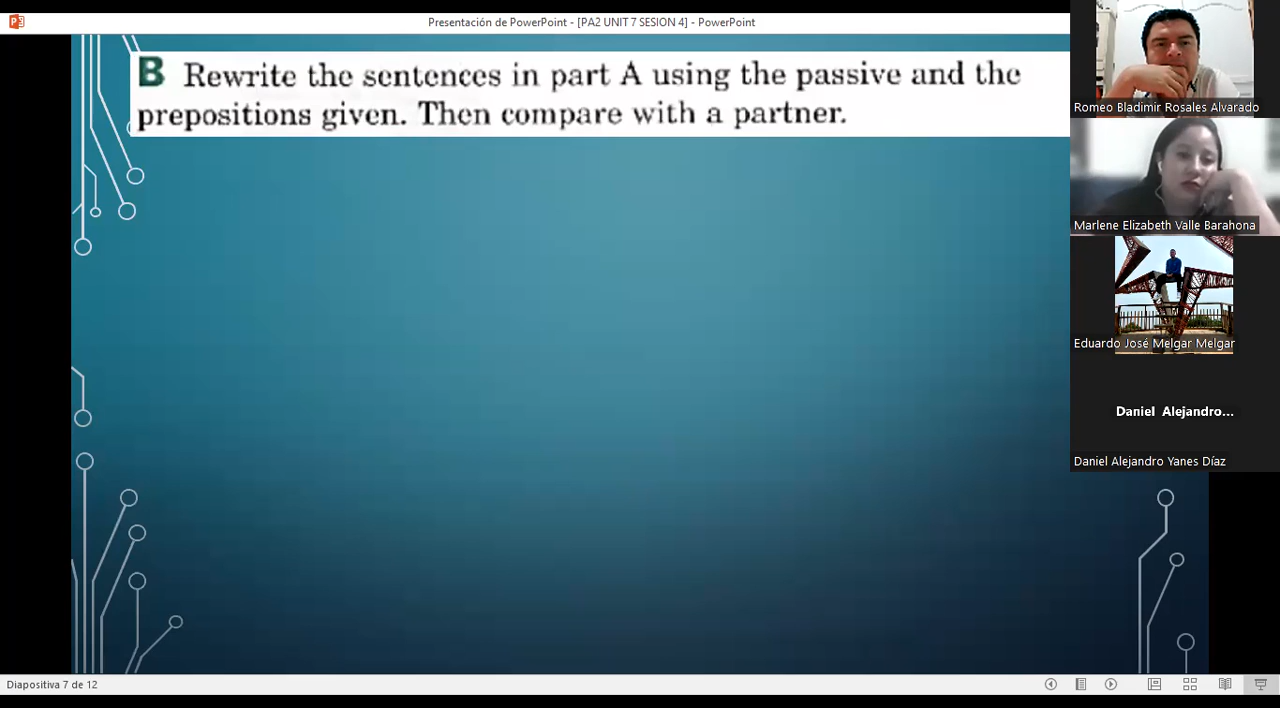 Presentación de PowerPoint - [PA2 UNIT 7 SESION 4] - PowerPoint
B Rewrite the sentences in part A using the passive and the
prepositions given. Then compare with a partner.
Romeo Bladimir Rosales Alvarado
Marlene Elizabeth Valle Barahona
Eduardo José Melgar Melgar
Daniel Alejandro...
Daniel Alejandro Yanes Díaz
Diapositiva 7 de 12